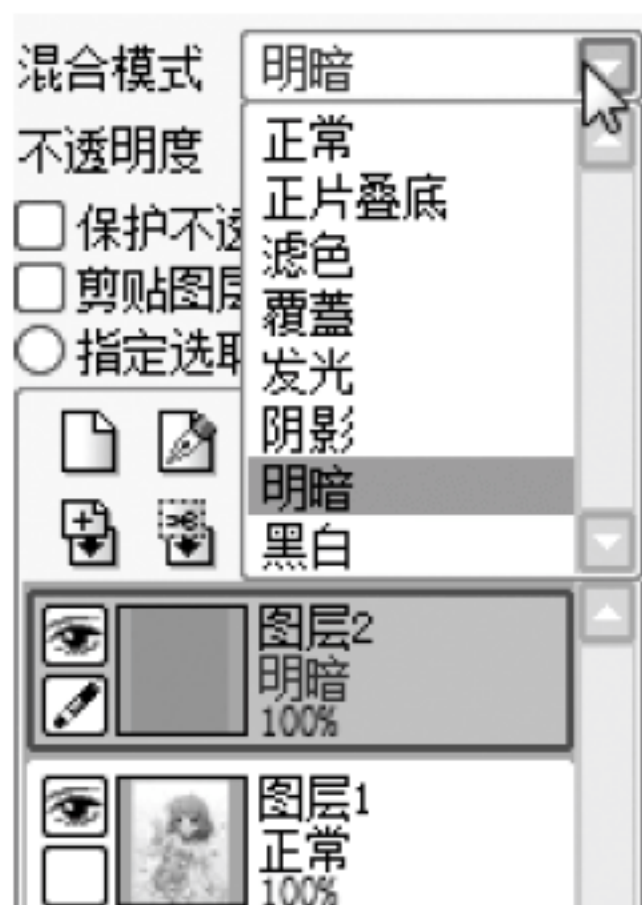 混合模式 明暗
不透明度
正常
正片叠底
保护不透
滤色
剪贴图层
覆蓋
指定选取
发光
阴影
明暗
黑白
图层2
明暗
100%
图层1
正常
100%